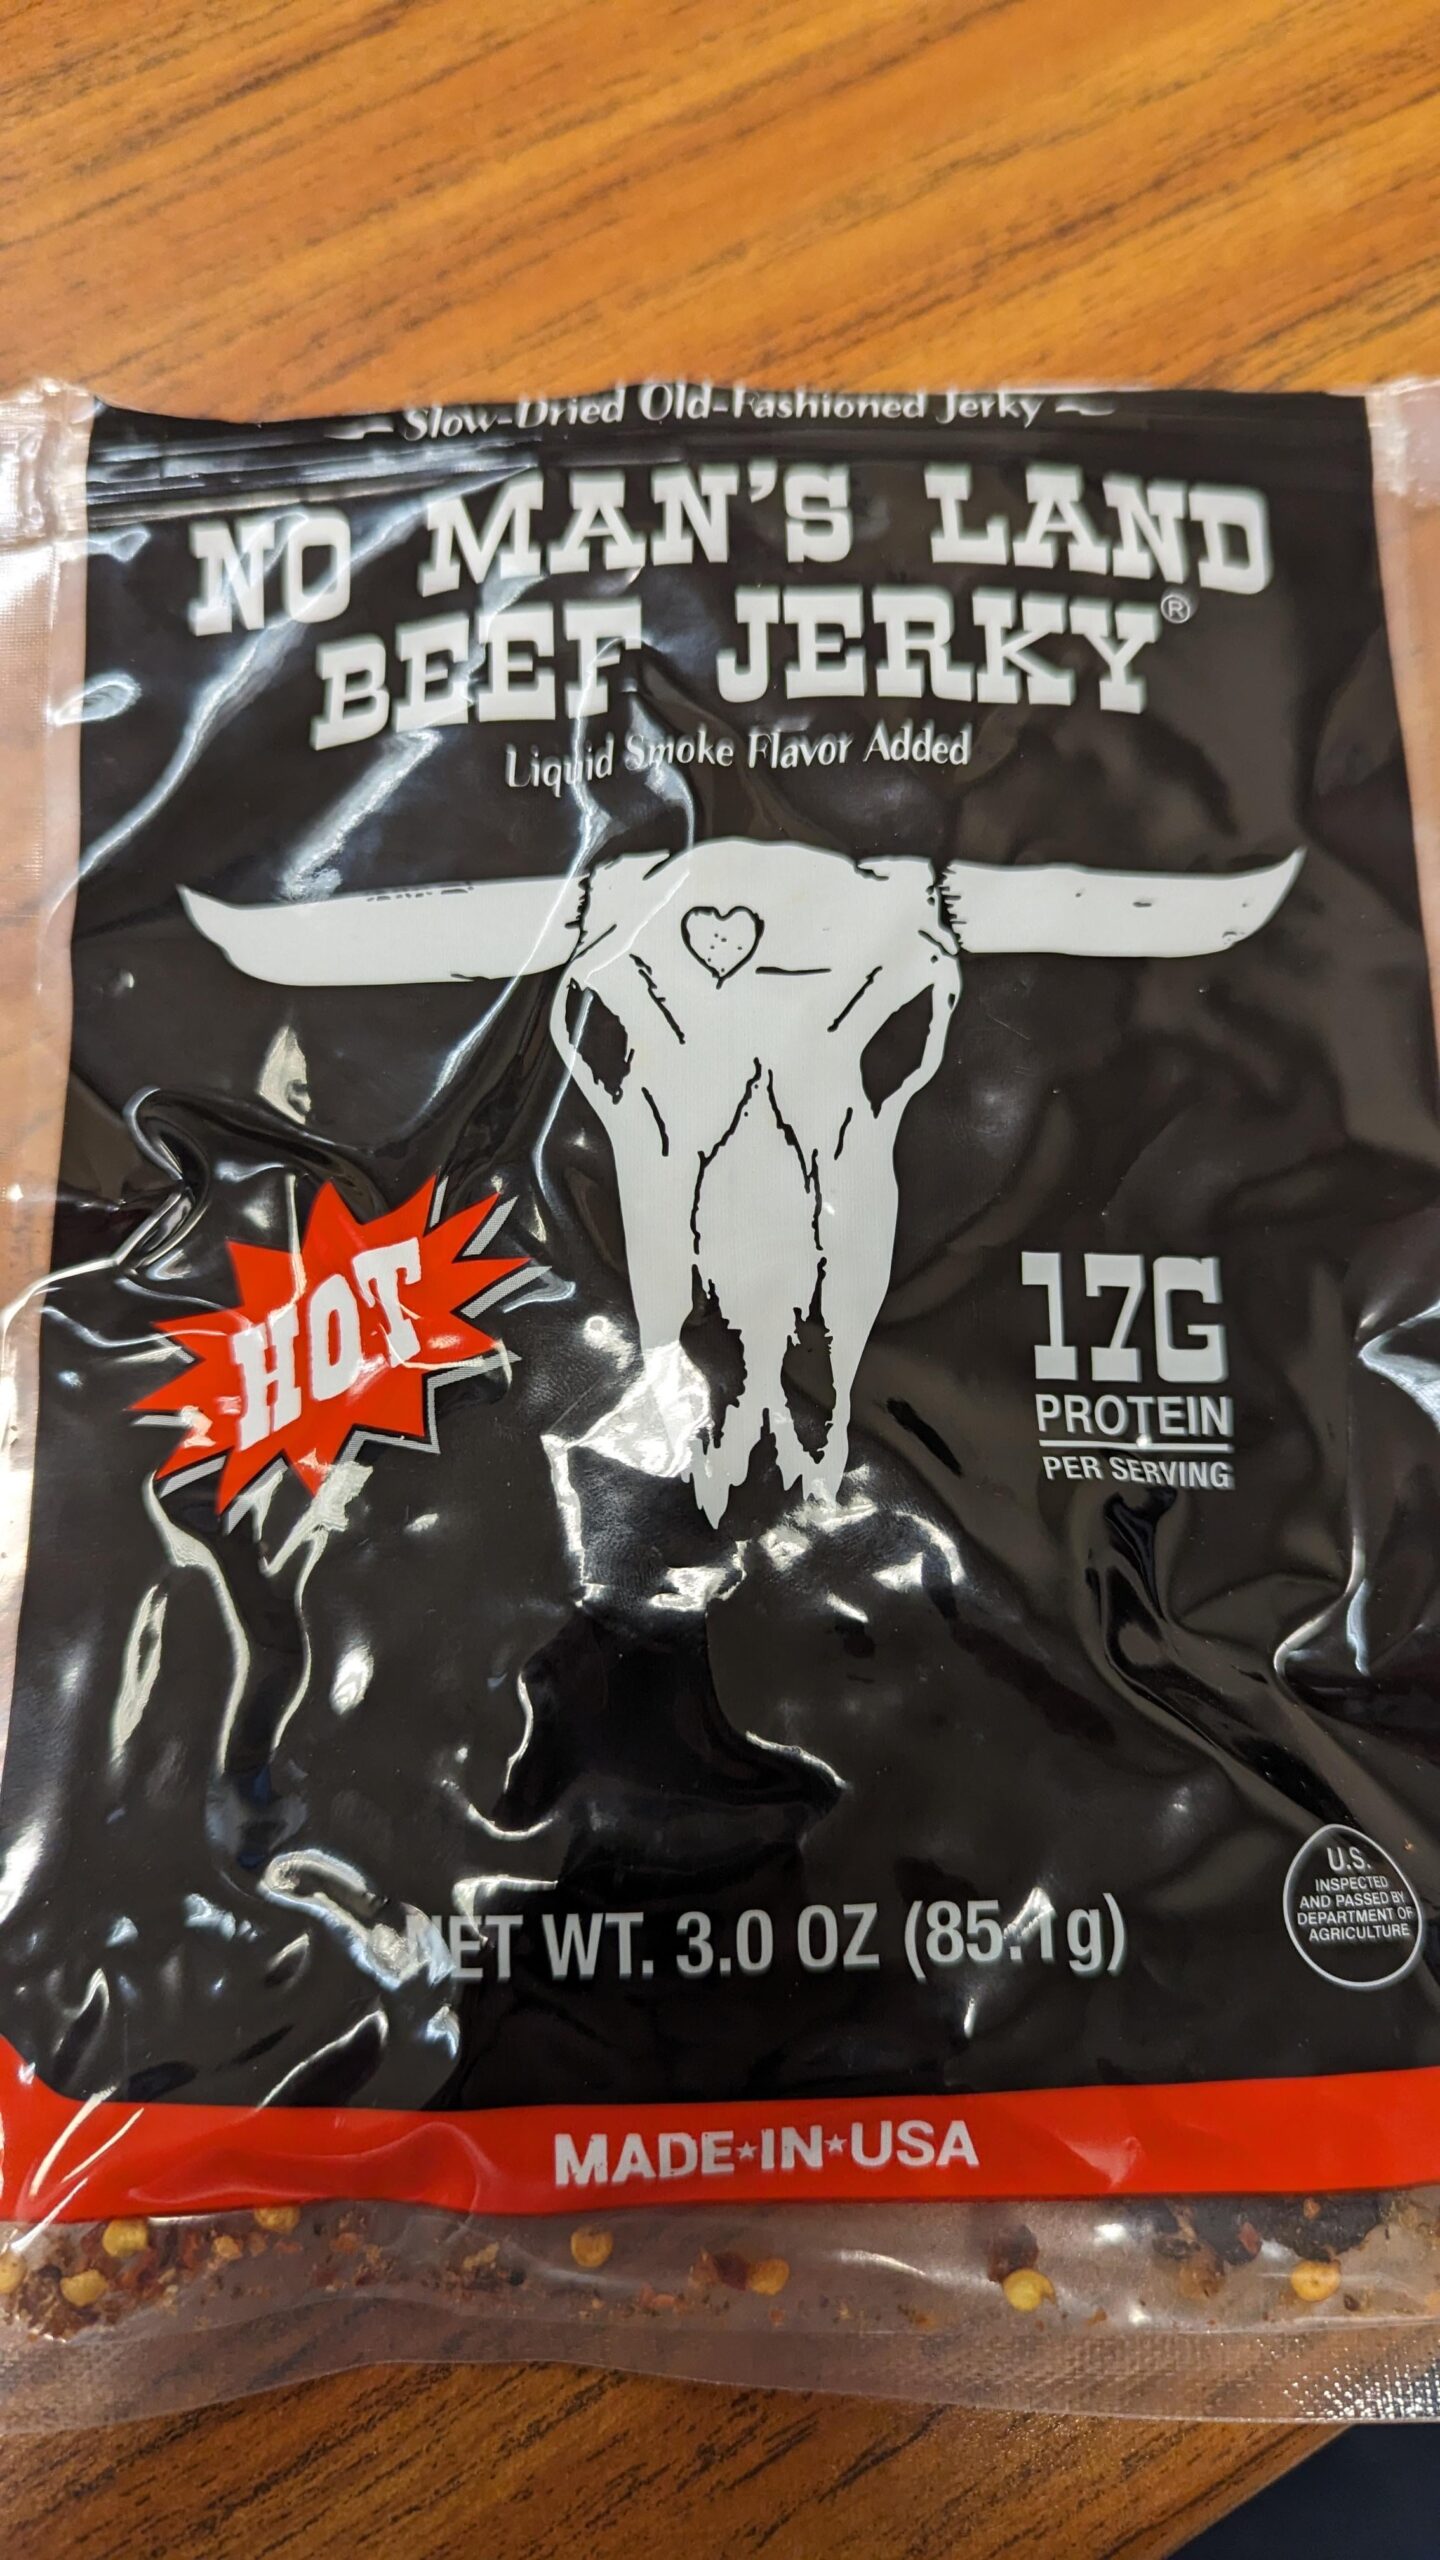 Slow-Dried Old-Fashioned Jerky
NO MAN'S LAND
BEEF JERKY®
Liquid Smoke Flavor Added
HOT
17G
PROTEIN
PER SERVING
U.S.
INSPECTED
AND PASSED BY
DEPARTMENT OF
AGRICULTURE
NET WT. 3.0 OZ (85.1g)
MADE★IN★USA